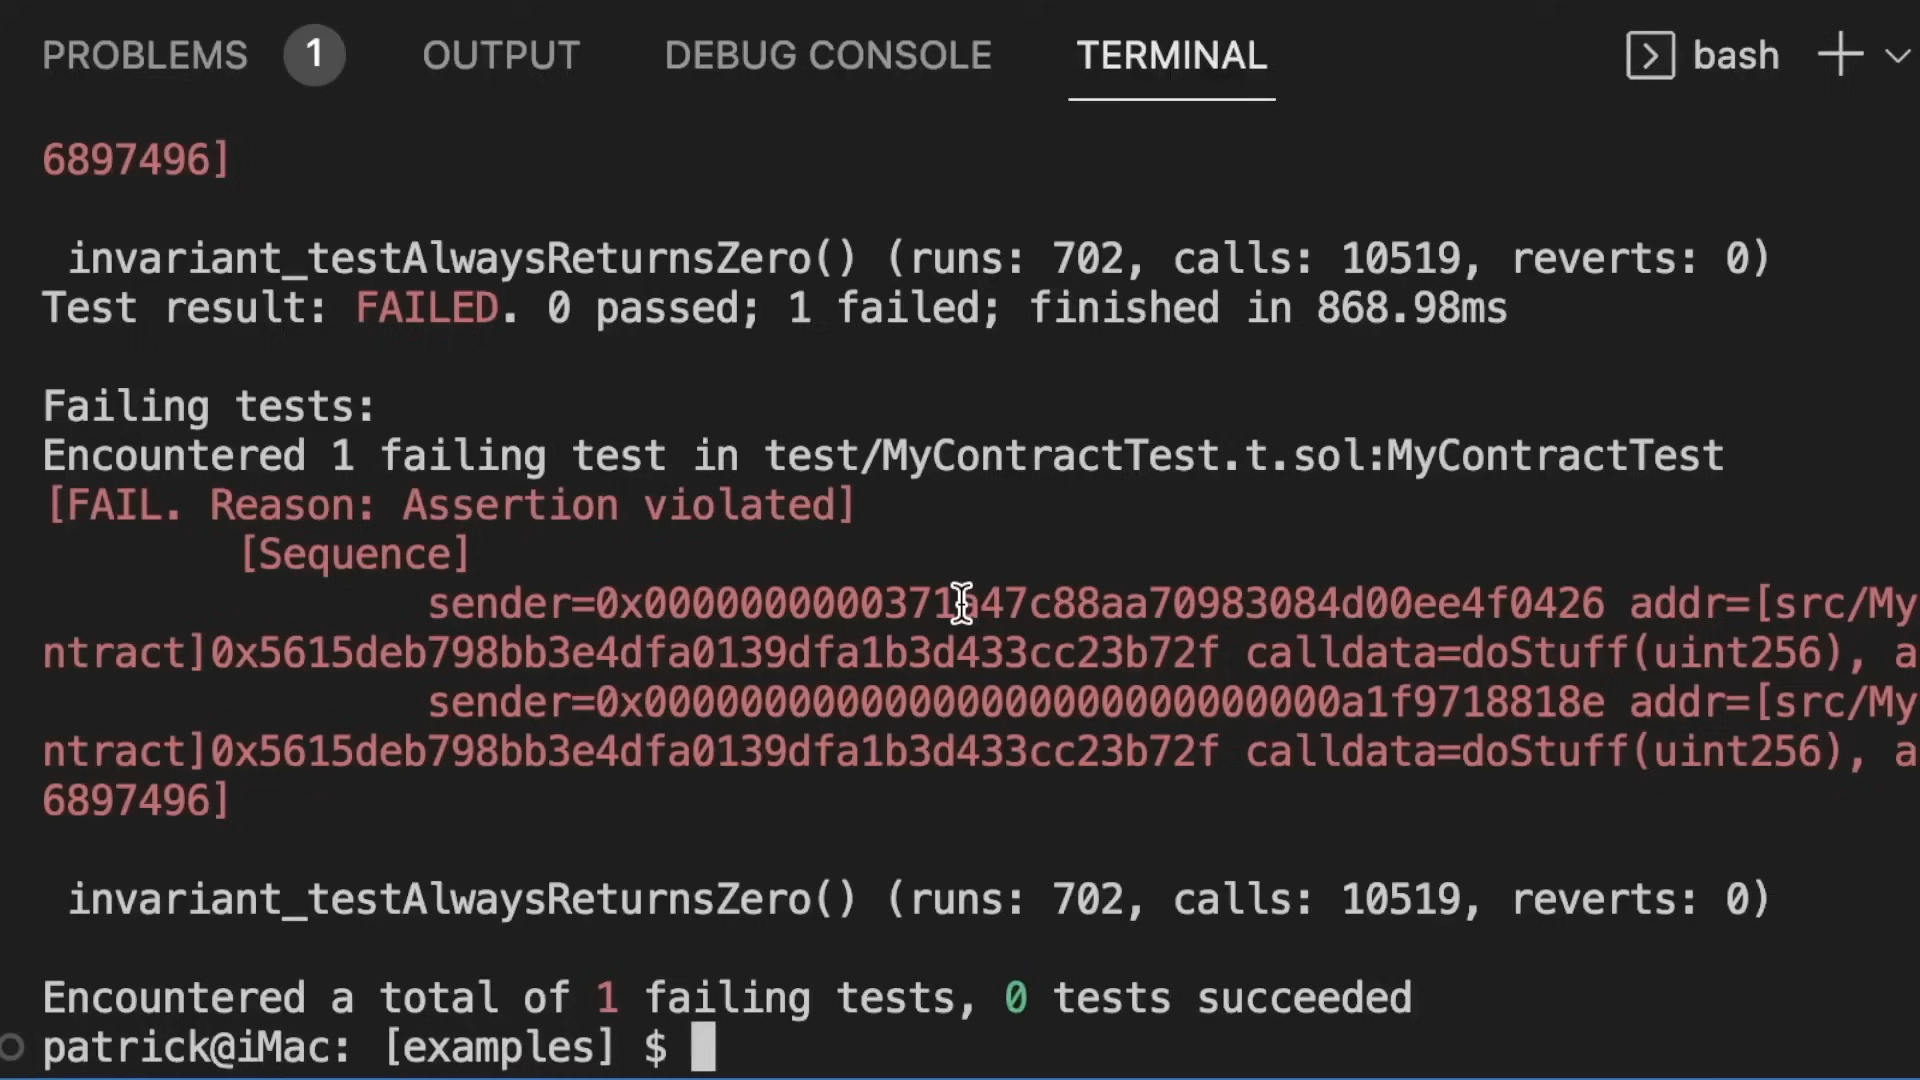 PROBLEMS 1 OUTPUT DEBUG CONSOLE TERMINAL bash
6897496]
invariant_testAlwaysReturnsZero() (runs: 702, calls: 10519, reverts: 0)
Test result: FAILED. 0 passed; 1 failed; finished in 868.98ms
Failing tests:
Encountered 1 failing test in test/MyContractTest.t.sol:MyContractTest
[FAIL. Reason: Assertion violated]
[Sequence]
sender=0x0000000000371a47c88aa70983084d00ee4f0426 addr=[src/My
ntract]0x5615deb798bb3e4dfa0139dfa1b3d433cc23b72f calldata=doStuff(uint256), a
sender=0x00000000000000000000000000000a1f9718818e addr=[src/My
ntract]0x5615deb798bb3e4dfa0139dfa1b3d433cc23b72f calldata=doStuff(uint256), a
6897496]
invariant_testAlwaysReturnsZero() (runs: 702, calls: 10519, reverts: 0)
Encountered a total of 1 failing tests, 0 tests succeeded
patrick@iMac: [examples] $